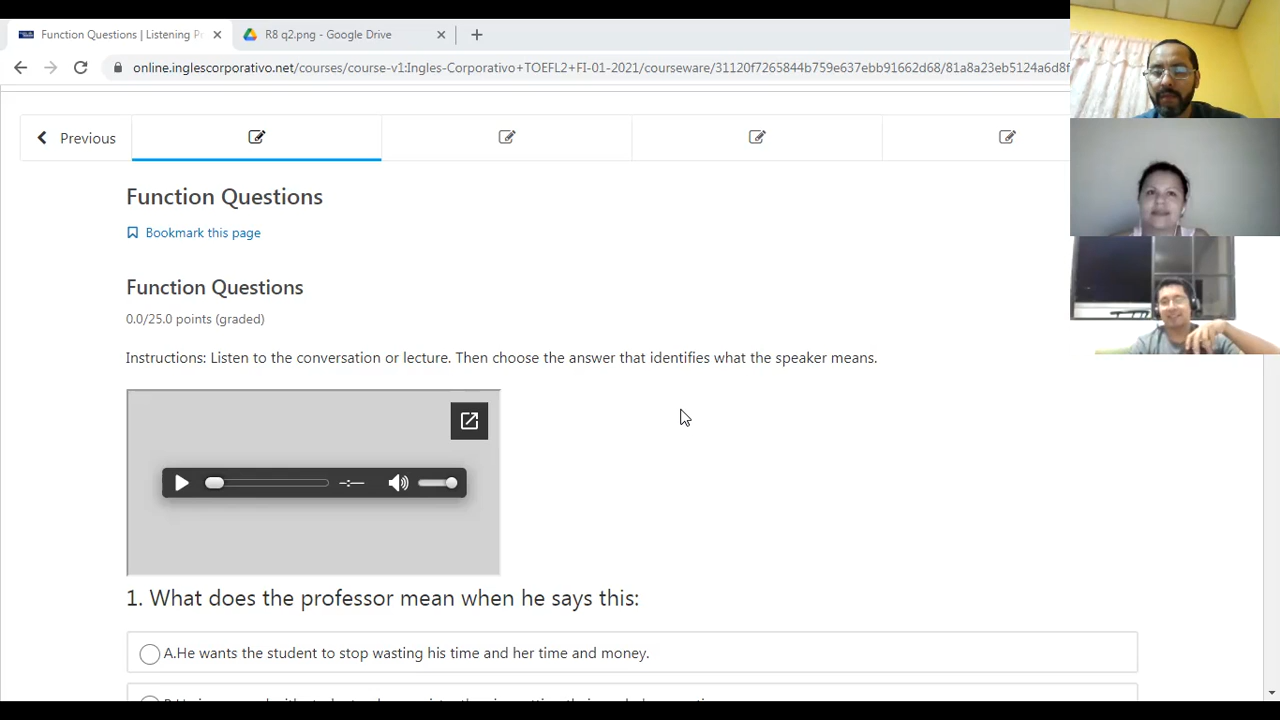 Function Questions | Listening P
R8 q2.png - Google Drive
online.inglescorporativo.net/courses/course-v1:Ingles-Corporativo+TOEFL2+FI-01-2021/courseware/31120f7265844b759e637ebb91662d68/81a8a23eb5124a6d8f
Previous
Function Questions
Bookmark this page
Function Questions
0.0/25.0 points (graded)
Instructions: Listen to the conversation or lecture. Then choose the answer that identifies what the speaker means.
-:--
1. What does the professor mean when he says this:
A.He wants the student to stop wasting his time and her time and money.